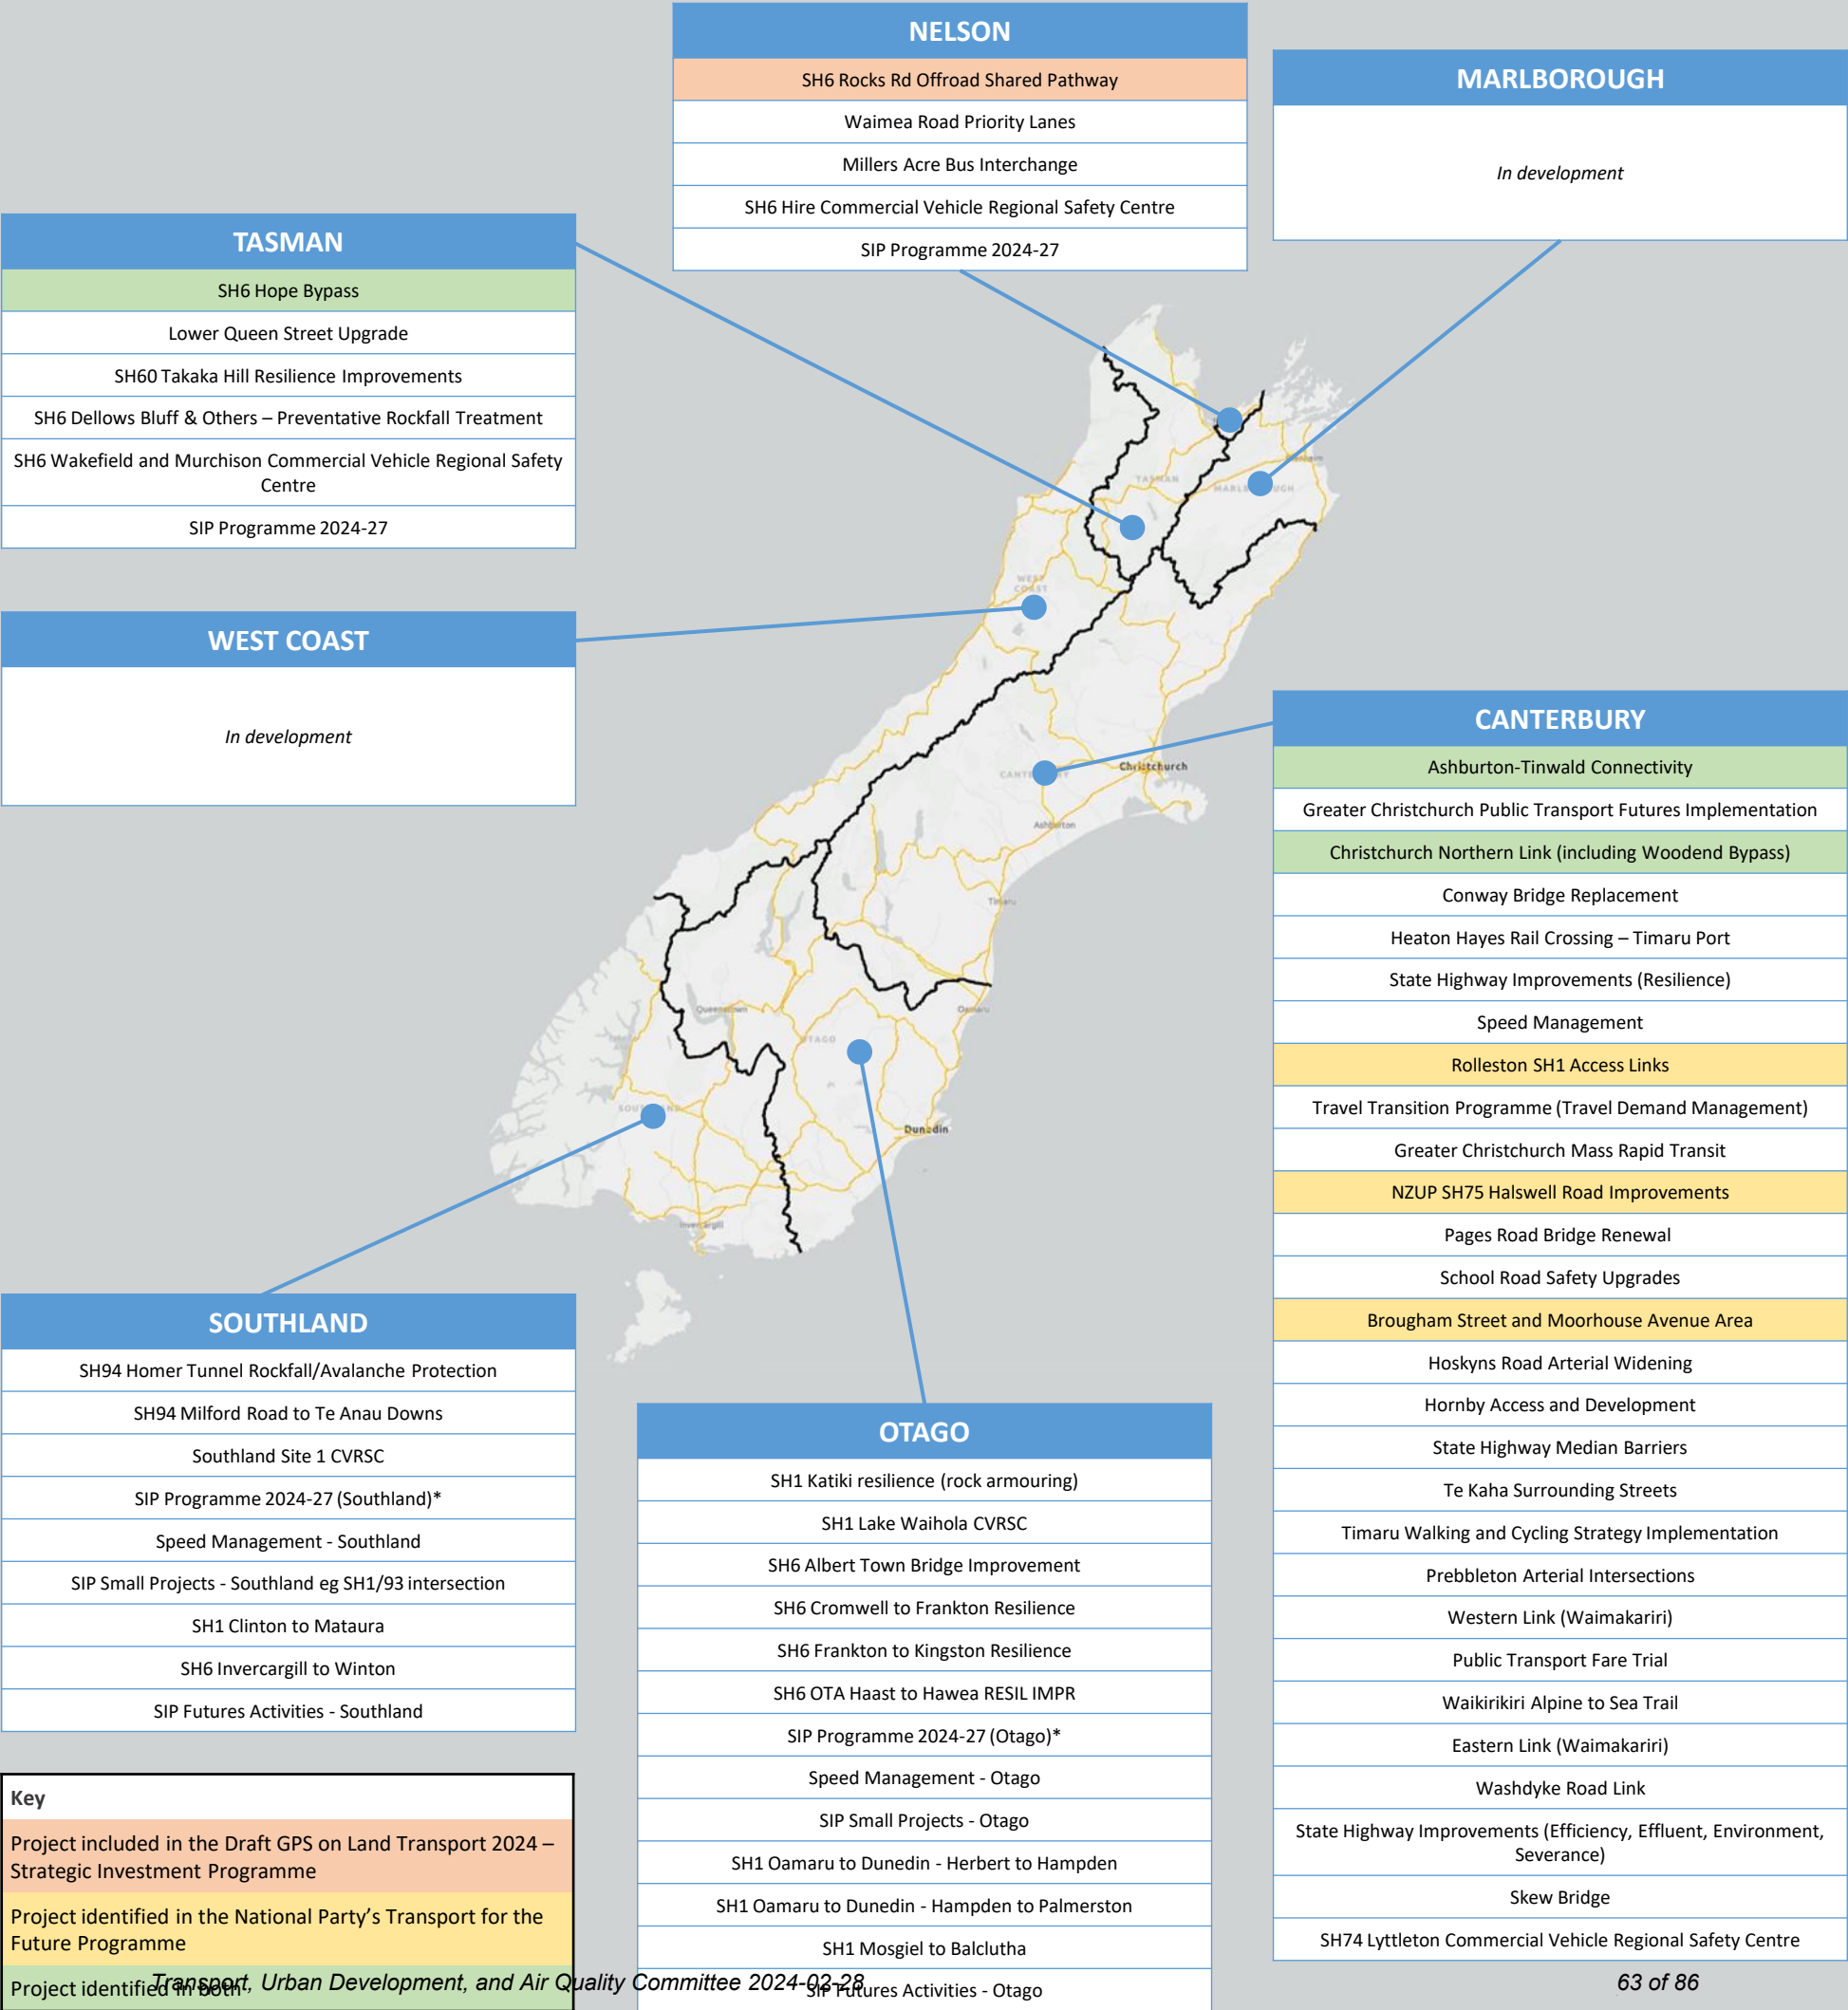 NELSON
SH6 Rocks Rd Offroad Shared Pathway
Waimea Road Priority Lanes
Millers Acre Bus Interchange
SH6 Hire Commercial Vehicle Regional Safety Centre
SIP Programme 2024-27
MARLBOROUGH
In development
TASMAN
SH6 Hope Bypass
Lower Queen Street Upgrade
SH60 Takaka Hill Resilience Improvements
SH6 Dellows Bluff & Others – Preventative Rockfall Treatment
SH6 Wakefield and Murchison Commercial Vehicle Regional Safety
Centre
SIP Programme 2024-27
WEST COAST
In development
TASMAN
WEST
COAST
Christchurch
Ashburton
Timaru
Oamaru
Queenstown
OTAGO
Dunedin
Invercargill
CANTERBURY
Ashburton-Tinwald Connectivity
Greater Christchurch Public Transport Futures Implementation
Christchurch Northern Link (including Woodend Bypass)
Conway Bridge Replacement
Heaton Hayes Rail Crossing – Timaru Port
State Highway Improvements (Resilience)
Speed Management
Rolleston SH1 Access Links
Travel Transition Programme (Travel Demand Management)
Greater Christchurch Mass Rapid Transit
NZUP SH75 Halswell Road Improvements
Pages Road Bridge Renewal
School Road Safety Upgrades
Brougham Street and Moorhouse Avenue Area
Hoskyns Road Arterial Widening
Hornby Access and Development
State Highway Median Barriers
Te Kaha Surrounding Streets
Timaru Walking and Cycling Strategy Implementation
Prebbleton Arterial Intersections
Western Link (Waimakariri)
Public Transport Fare Trial
Waikirikiri Alpine to Sea Trail
Eastern Link (Waimakariri)
Washdyke Road Link
State Highway Improvements (Efficiency, Effluent, Environment,
Severance)
Skew Bridge
SH74 Lyttleton Commercial Vehicle Regional Safety Centre
SOUTHLAND
SH94 Homer Tunnel Rockfall/Avalanche Protection
SH94 Milford Road to Te Anau Downs
Southland Site 1 CVRSC
SIP Programme 2024-27 (Southland)*
Speed Management - Southland
SIP Small Projects - Southland eg SH1/93 intersection
SH1 Clinton to Mataura
SH6 Invercargill to Winton
SIP Futures Activities - Southland
OTAGO
SH1 Katiki resilience (rock armouring)
SH1 Lake Waihola CVRSC
SH6 Albert Town Bridge Improvement
SH6 Cromwell to Frankton Resilience
SH6 Frankton to Kingston Resilience
SH6 OTA Haast to Hawea RESIL IMPR
SIP Programme 2024-27 (Otago)*
Speed Management - Otago
SIP Small Projects - Otago
SH1 Oamaru to Dunedin - Herbert to Hampden
SH1 Oamaru to Dunedin - Hampden to Palmerston
SH1 Mosgiel to Balclutha
SIP Futures Activities - Otago
Key
Project included in the Draft GPS on Land Transport 2024 –
Strategic Investment Programme
Project identified in the National Party's Transport for the
Future Programme
Project identified in both
Transport, Urban Development, and Air Quality Committee 2024-02-28
63 of 86